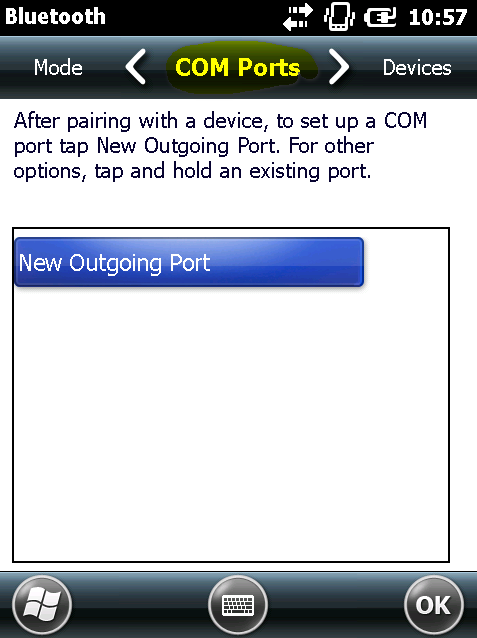 Bluetooth 10:57
Mode COM Ports Devices
After pairing with a device, to set up a COM
port tap New Outgoing Port. For other
options, tap and hold an existing port.
New Outgoing Port
OK